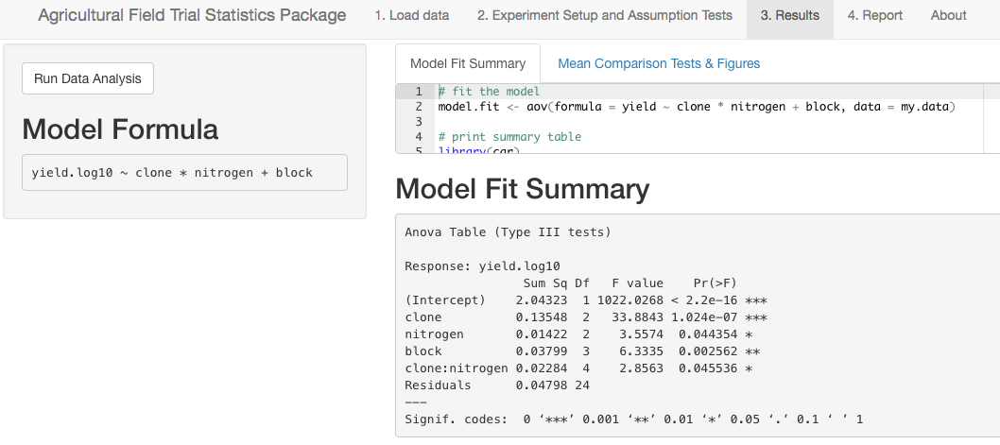 Agricultural Field Trial Statistics Package 1. Load data 2. Experiment Setup and Assumption Tests 3. Results 4. Report About
Run Data Analysis
Model Formula
yield.log10 ~ clone * nitrogen + block
Model Fit Summary Mean Comparison Tests & Figures
1 # fit the model
2 model.fit <- aov(formula = yield ~ clone * nitrogen + block, data = my.data)
3
4 # print summary table
5 library(car)
Model Fit Summary
Anova Table (Type III tests)
Response: yield.log10
Sum Sq Df F value Pr(>F)
(Intercept) 2.04323 1 1022.0268 < 2.2e-16 ***
clone 0.13548 2 33.8843 1.024e-07 ***
nitrogen 0.01422 2 3.5574 0.044354 *
block 0.03799 3 6.3335 0.002562 **
clone:nitrogen 0.02284 4 2.8563 0.045536 *
Residuals 0.04798 24
---
Signif. codes: 0 ‘***’ 0.001 ‘**’ 0.01 ‘*’ 0.05 ‘.’ 0.1 ‘ ’ 1